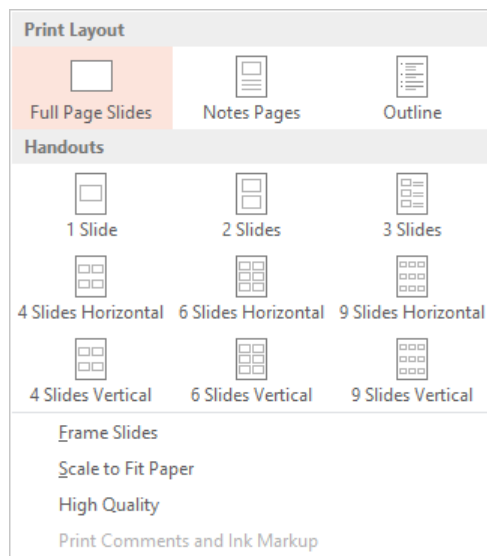 Print Layout
Full Page Slides Notes Pages Outline
Handouts
1 Slide 2 Slides 3 Slides
4 Slides Horizontal 6 Slides Horizontal 9 Slides Horizontal
4 Slides Vertical 6 Slides Vertical 9 Slides Vertical
Frame Slides
Scale to Fit Paper
High Quality
Print Comments and Ink Markup